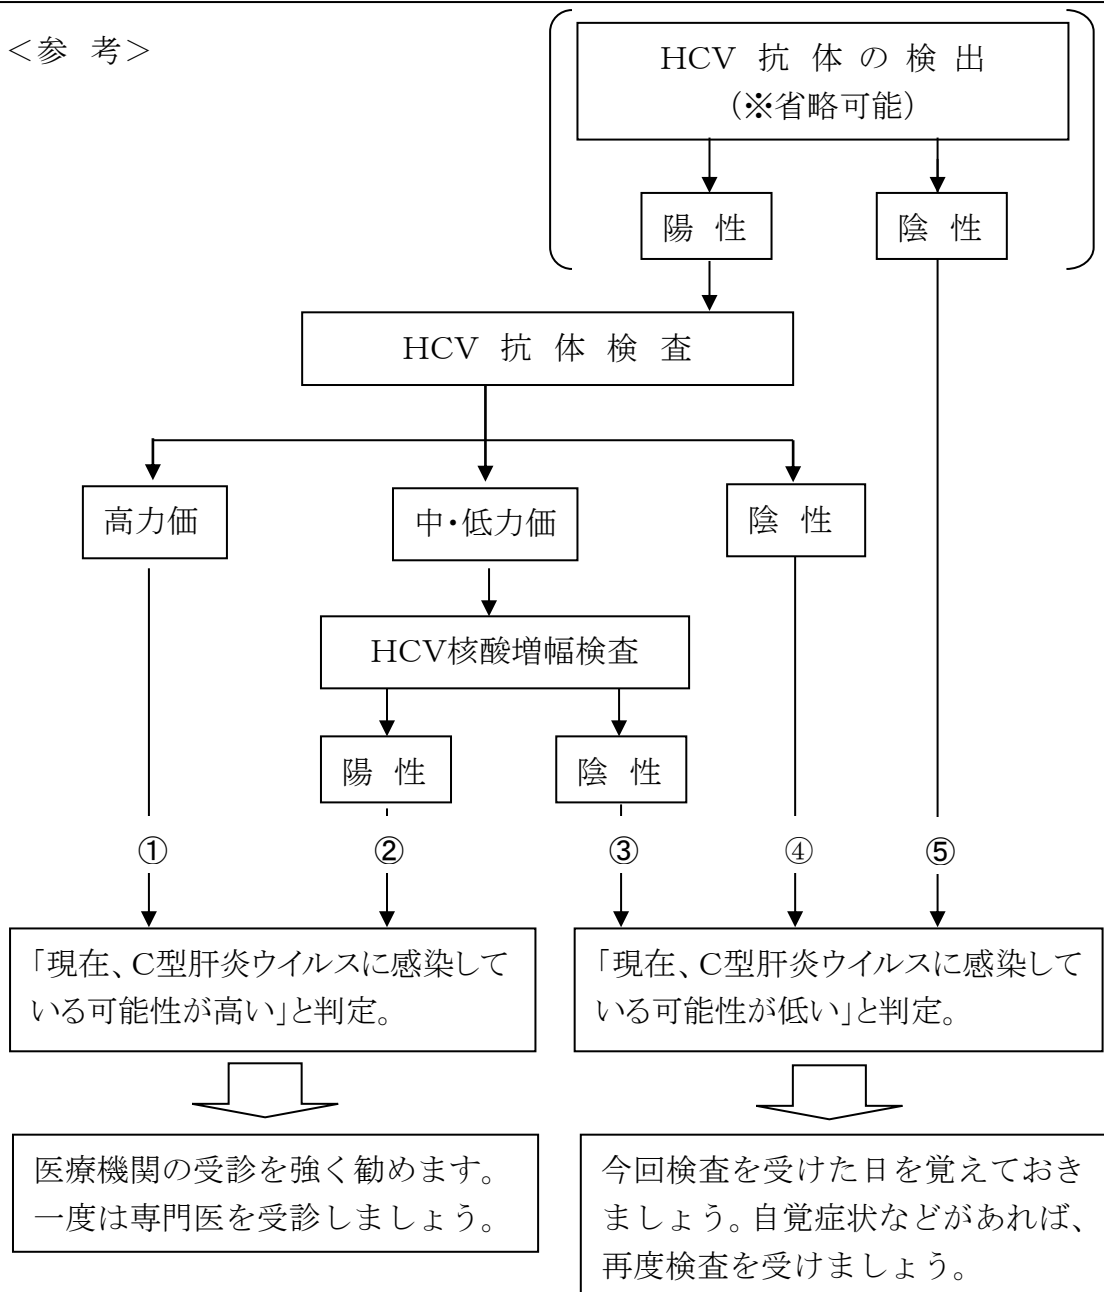 <参 考>
HCV 抗 体 の 検 出
(※省略可能)
陽 性
陰 性
HCV 抗 体 検 査
高力価
中・低力価
陰 性
HCV核酸増幅検査
陽 性
陰 性
①
②
③
④
⑤
「現在、C型肝炎ウイルスに感染して
いる可能性が高い」と判定。
「現在、C型肝炎ウイルスに感染して
いる可能性が低い」と判定。
医療機関の受診を強く勧めます。
一度は専門医を受診しましょう。
今回検査を受けた日を覚えておき
ましょう。自覚症状などがあれば、
再度検査を受けましょう。